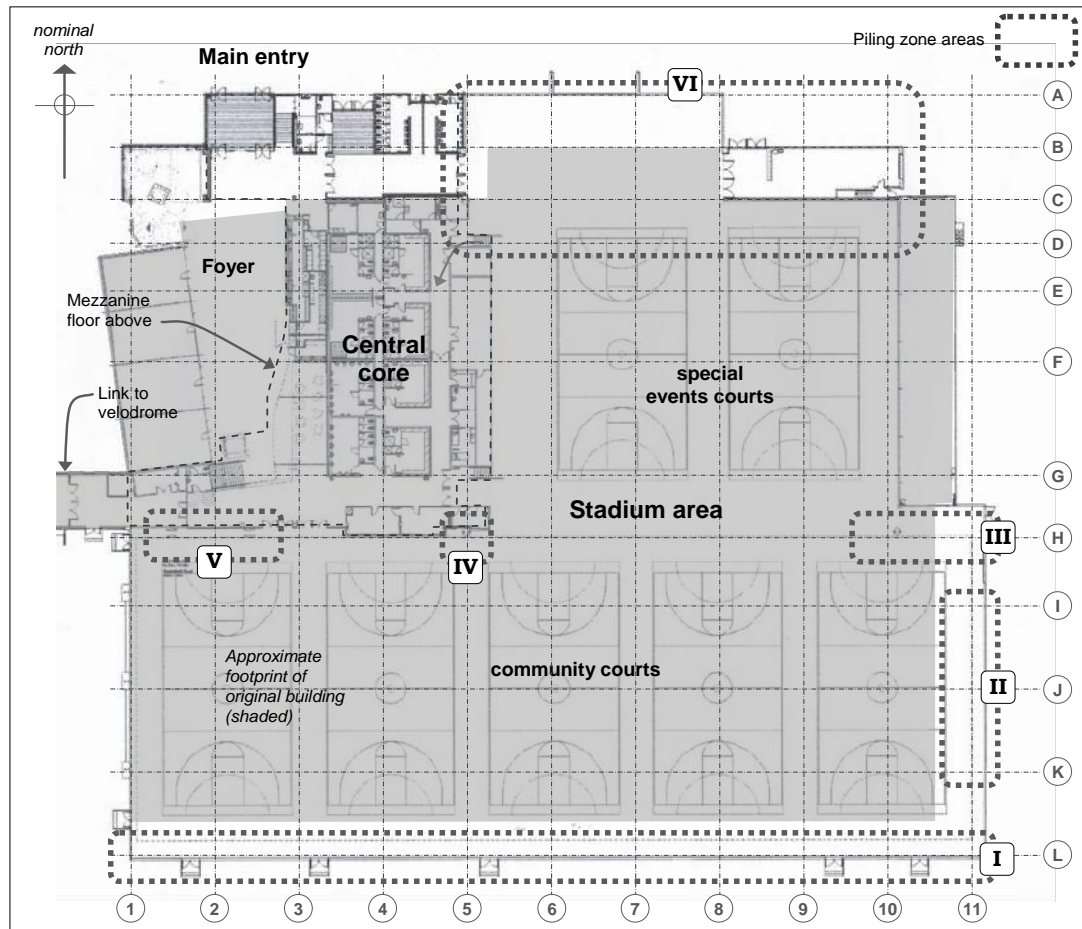 nominal
north
Main entry
Piling zone areas
VI
A
B
C
D
Foyer
E
Mezzanine
floor above
Central
core
F
special
events courts
Link to
velodrome
G
Stadium area
III
H
V
IV
I
Approximate
footprint of
original building
(shaded)
community courts
II
J
K
I
L
1
2
3
4
5
6
7
8
9
10
11